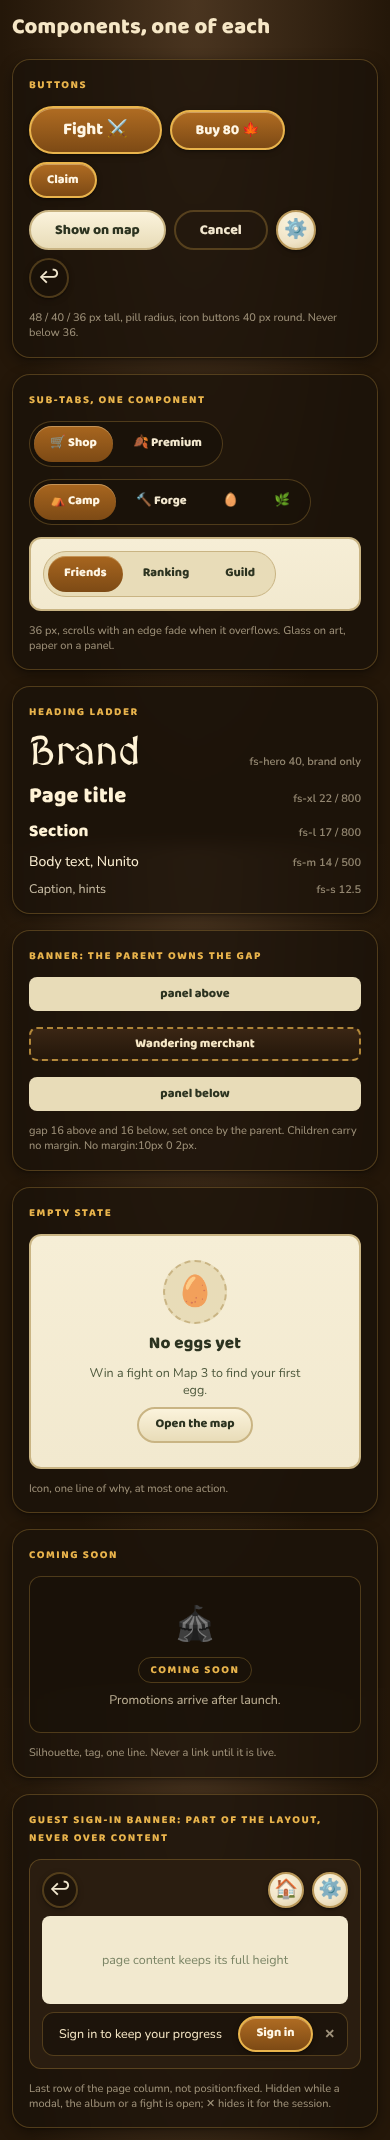 Components, one of each
BUTTONS
Fight ⚔️
Buy 80 🍁
Claim
Show on map
Cancel
48 / 40 / 36 px tall, pill radius, icon buttons 40 px round. Never
below 36.
SUB-TABS, ONE COMPONENT
🛒 Shop
🍂 Premium
⛺ Camp
🔨 Forge
Friends
Ranking
Guild
36 px, scrolls with an edge fade when it overflows. Glass on art,
paper on a panel.
HEADING LADDER
Brand
fs-hero 40, brand only
Page title
fs-xl 22 / 800
Section
fs-l 17 / 800
Body text, Nunito
fs-m 14 / 500
Caption, hints
fs-s 12.5
BANNER: THE PARENT OWNS THE GAP
panel above
Wandering merchant
panel below
gap 16 above and 16 below, set once by the parent. Children carry
no margin. No margin:10px 0 2px.
EMPTY STATE
No eggs yet
Win a fight on Map 3 to find your first
egg.
Open the map
Icon, one line of why, at most one action.
COMING SOON
COMING SOON
Promotions arrive after launch.
Silhouette, tag, one line. Never a link until it is live.
GUEST SIGN-IN BANNER: PART OF THE LAYOUT,
NEVER OVER CONTENT
page content keeps its full height
Sign in to keep your progress
Sign in
✕
Last row of the page column, not position:fixed. Hidden while a
modal, the album or a fight is open; ✕ hides it for the session.